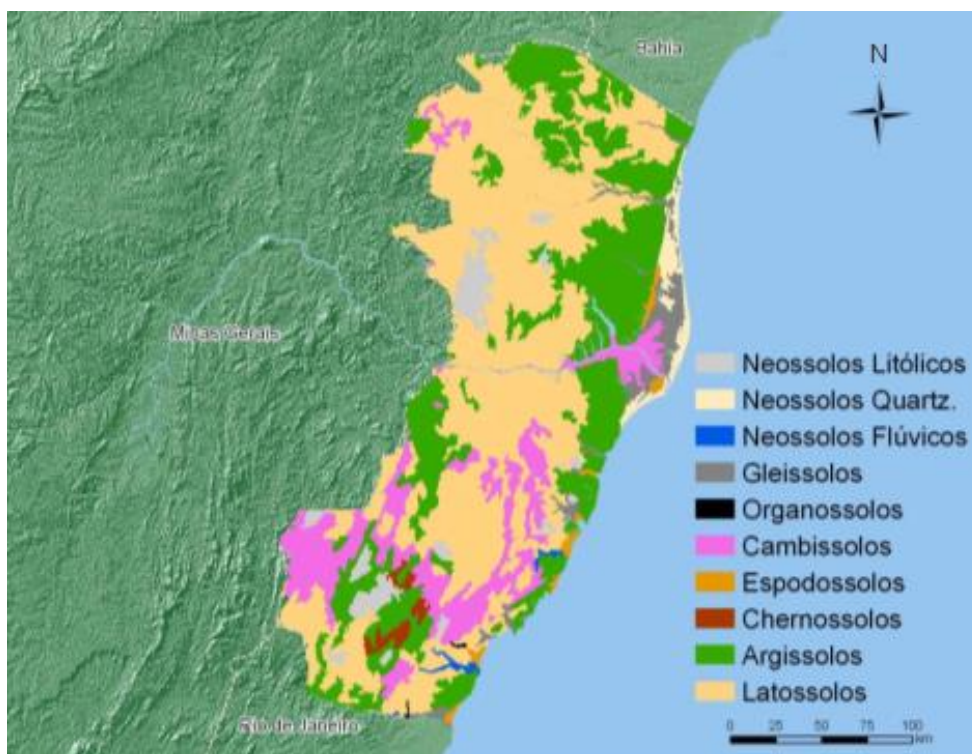 Bahia
N
Minas Gerais
Neossolos Litólicos
Neossolos Quartz.
Neossolos Flúvicos
Gleissolos
Organossolos
Cambissolos
Espodossolos
Chernossolos
Argissolos
Latossolos
0 25 50 75 100
km
Rio de Janeiro